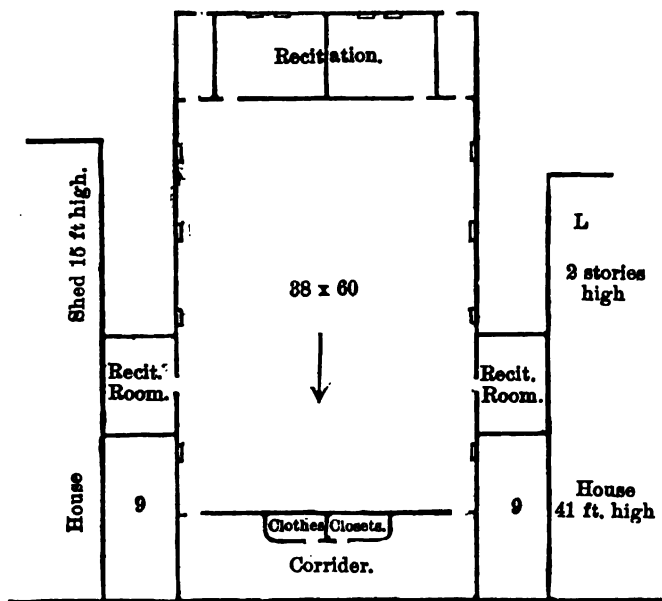 Recitation.
Shed 15 ft high.
L
2 stories
high
38 x 60
Recit.
Room.
Recit.
Room.
House
9
9
House
41 ft. high
Clothes Closets.
Corrider.